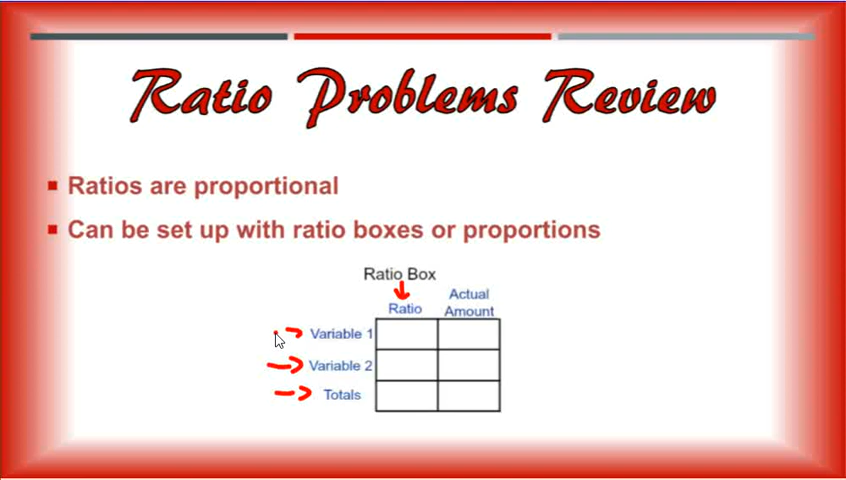 Ratio Problems Review
Ratios are proportional
Can be set up with ratio boxes or proportions
Ratio Box
Ratio
Actual
Amount
Variable 1
Variable 2
Totals